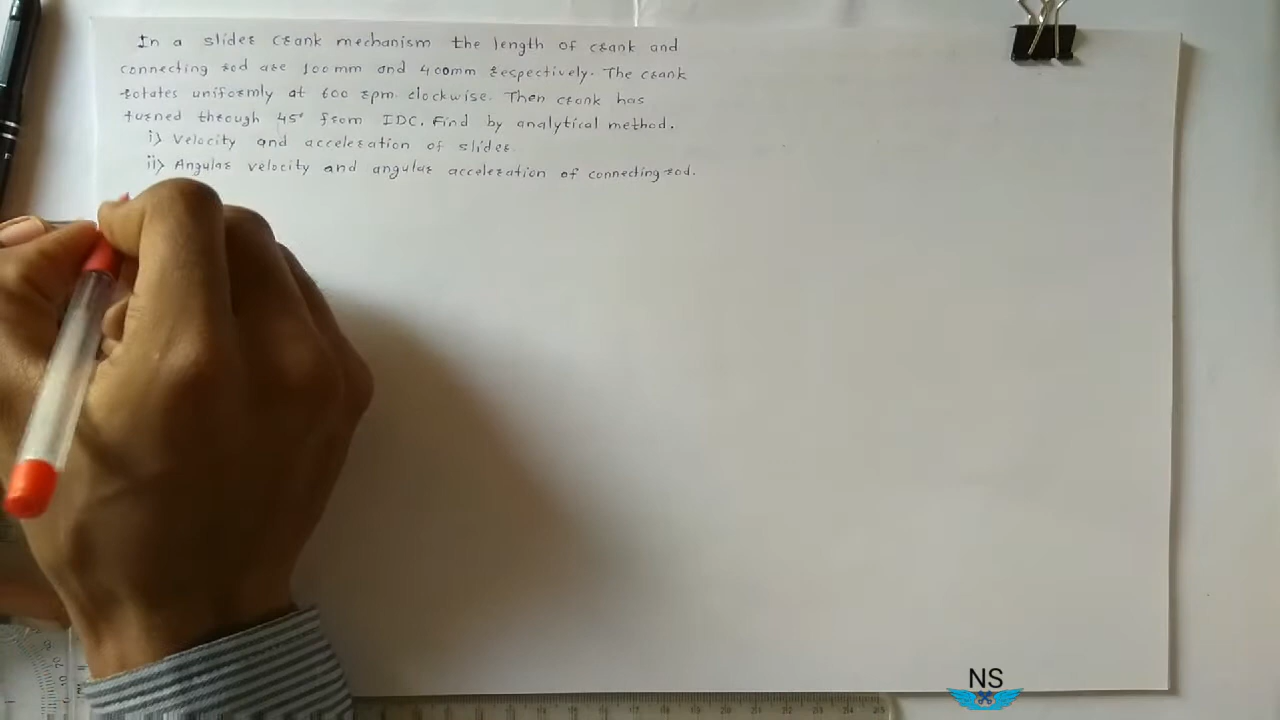 In a slider crank mechanism the length of crank and
connecting rod are 100mm and 400mm respectively. The crank
rotates uniformly at 600 rpm clockwise. Then crank has
turned through 45° from IDC. Find by analytical method.
i) Velocity and acceleration of slider.
ii) Angular velocity and angular acceleration of connecting rod.
NS